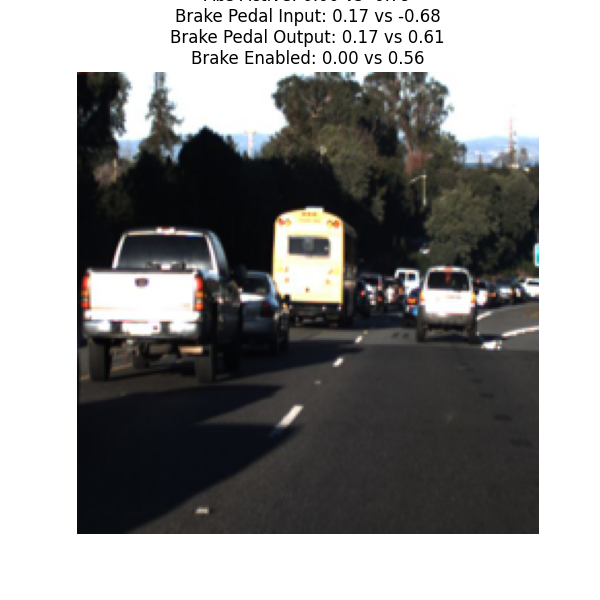 Brake Pedal Input: 0.17 vs -0.68
Brake Pedal Output: 0.17 vs 0.61
Brake Enabled: 0.00 vs 0.56